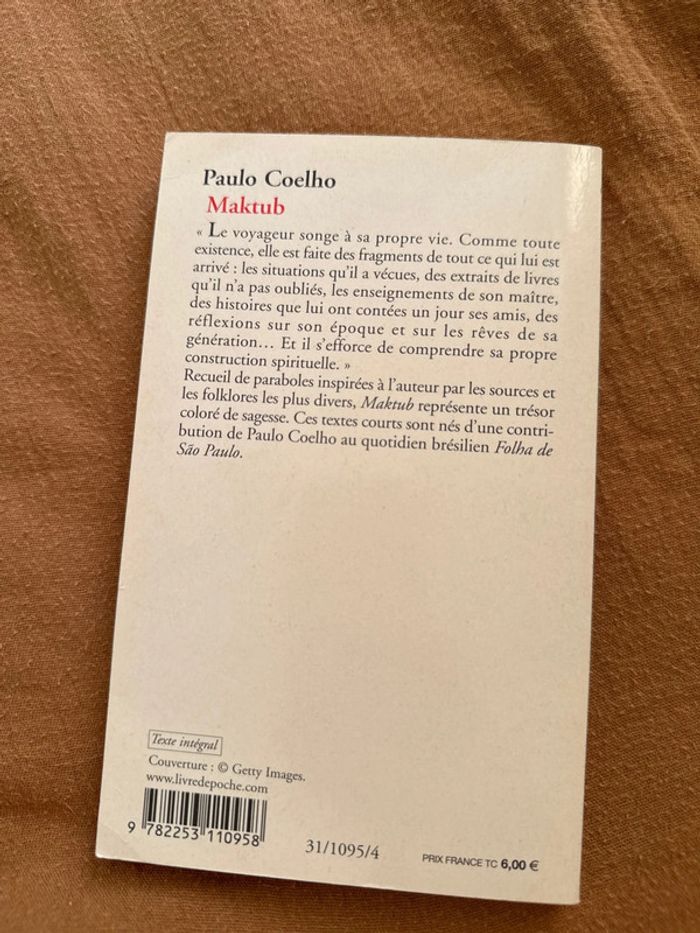 Paulo Coelho
Maktub
« Le voyageur songe à sa propre vie. Comme toute
existence, elle est faite des fragments de tout ce qui lui est
arrivé : les situations qu'il a vécues, des extraits de livres
qu'il n'a pas oubliés, les enseignements de son maître,
des histoires que lui ont contées un jour ses amis, des
réflexions sur son époque et sur les rêves de sa
génération… Et il s'efforce de comprendre sa propre
construction spirituelle. »
Recueil de paraboles inspirées à l'auteur par les sources et
les folklores les plus divers, Maktub représente un trésor
coloré de sagesse. Ces textes courts sont nés d'une contri-
bution de Paulo Coelho au quotidien brésilien Folha de
São Paulo.
Texte intégral
Couverture : © Getty Images.
www.livredepoche.com
9 782253 110958
31/1095/4
PRIX FRANCE TC 6,00 €